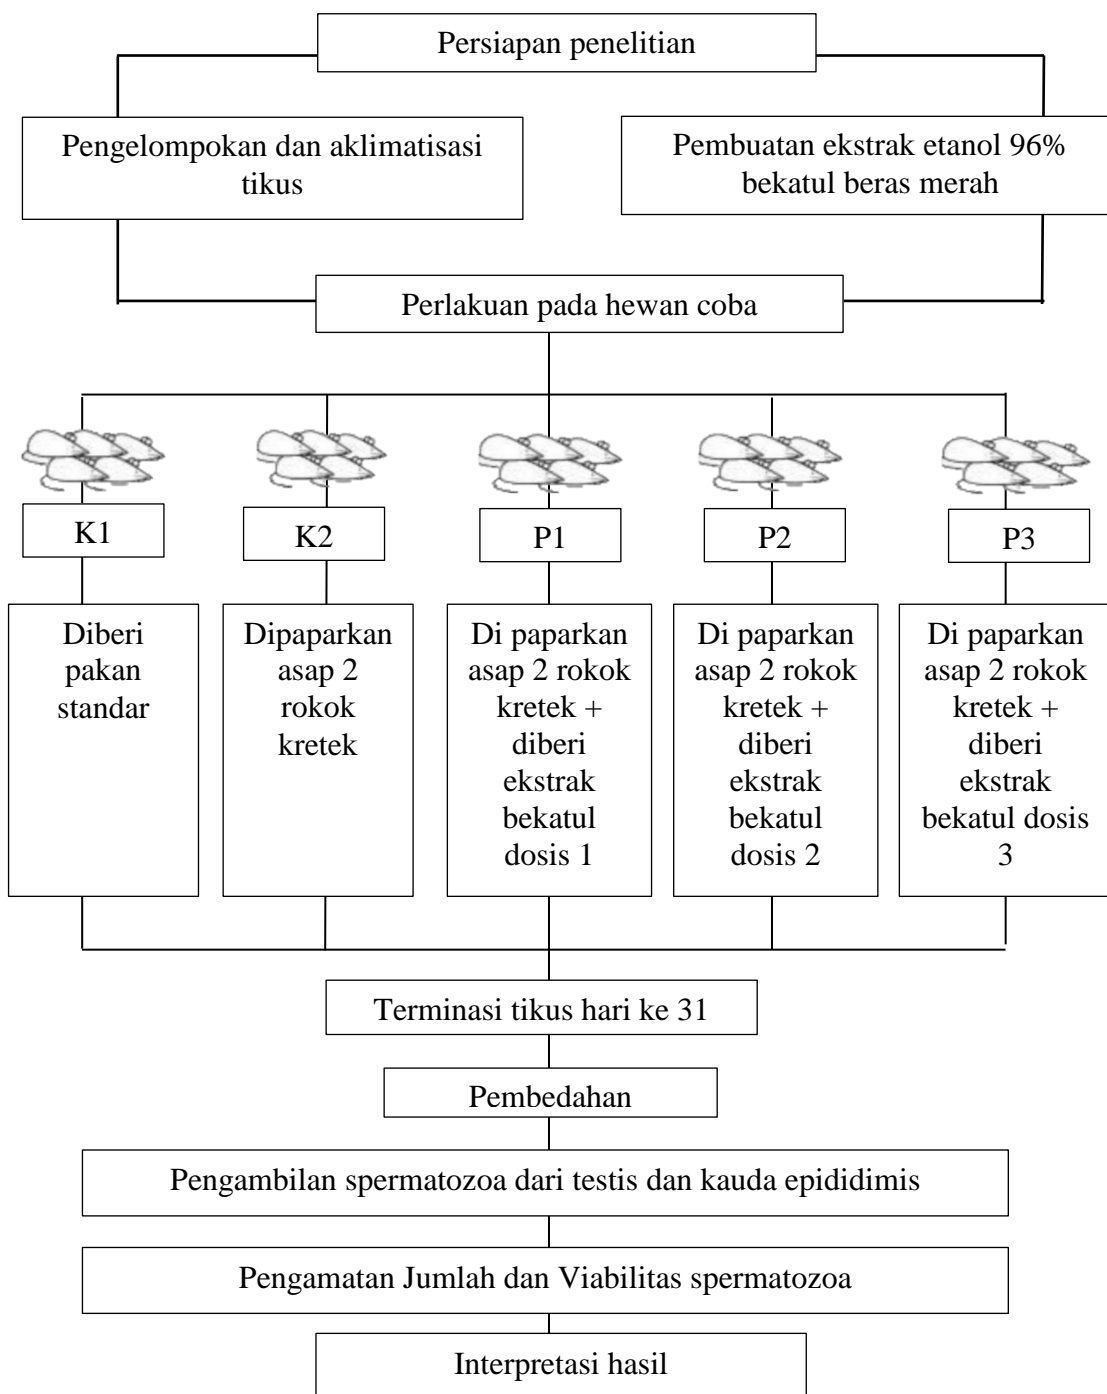 Persiapan penelitian
Pengelompokan dan aklimatisasi
tikus
Pembuatan ekstrak etanol 96%
bekatul beras merah
Perlakuan pada hewan coba
K1
K2
P1
P2
P3
Diberi
pakan
standar
Dipaparkan
asap 2
rokok
kretek
Di paparkan
asap 2 rokok
kretek +
diberi
ekstrak
bekatul
dosis 1
Di paparkan
asap 2 rokok
kretek +
diberi
ekstrak
bekatul
dosis 2
Di paparkan
asap 2 rokok
kretek +
diberi
ekstrak
bekatul dosis
3
Terminasi tikus hari ke 31
Pembedahan
Pengambilan spermatozoa dari testis dan kauda epididimis
Pengamatan Jumlah dan Viabilitas spermatozoa
Interpretasi hasil